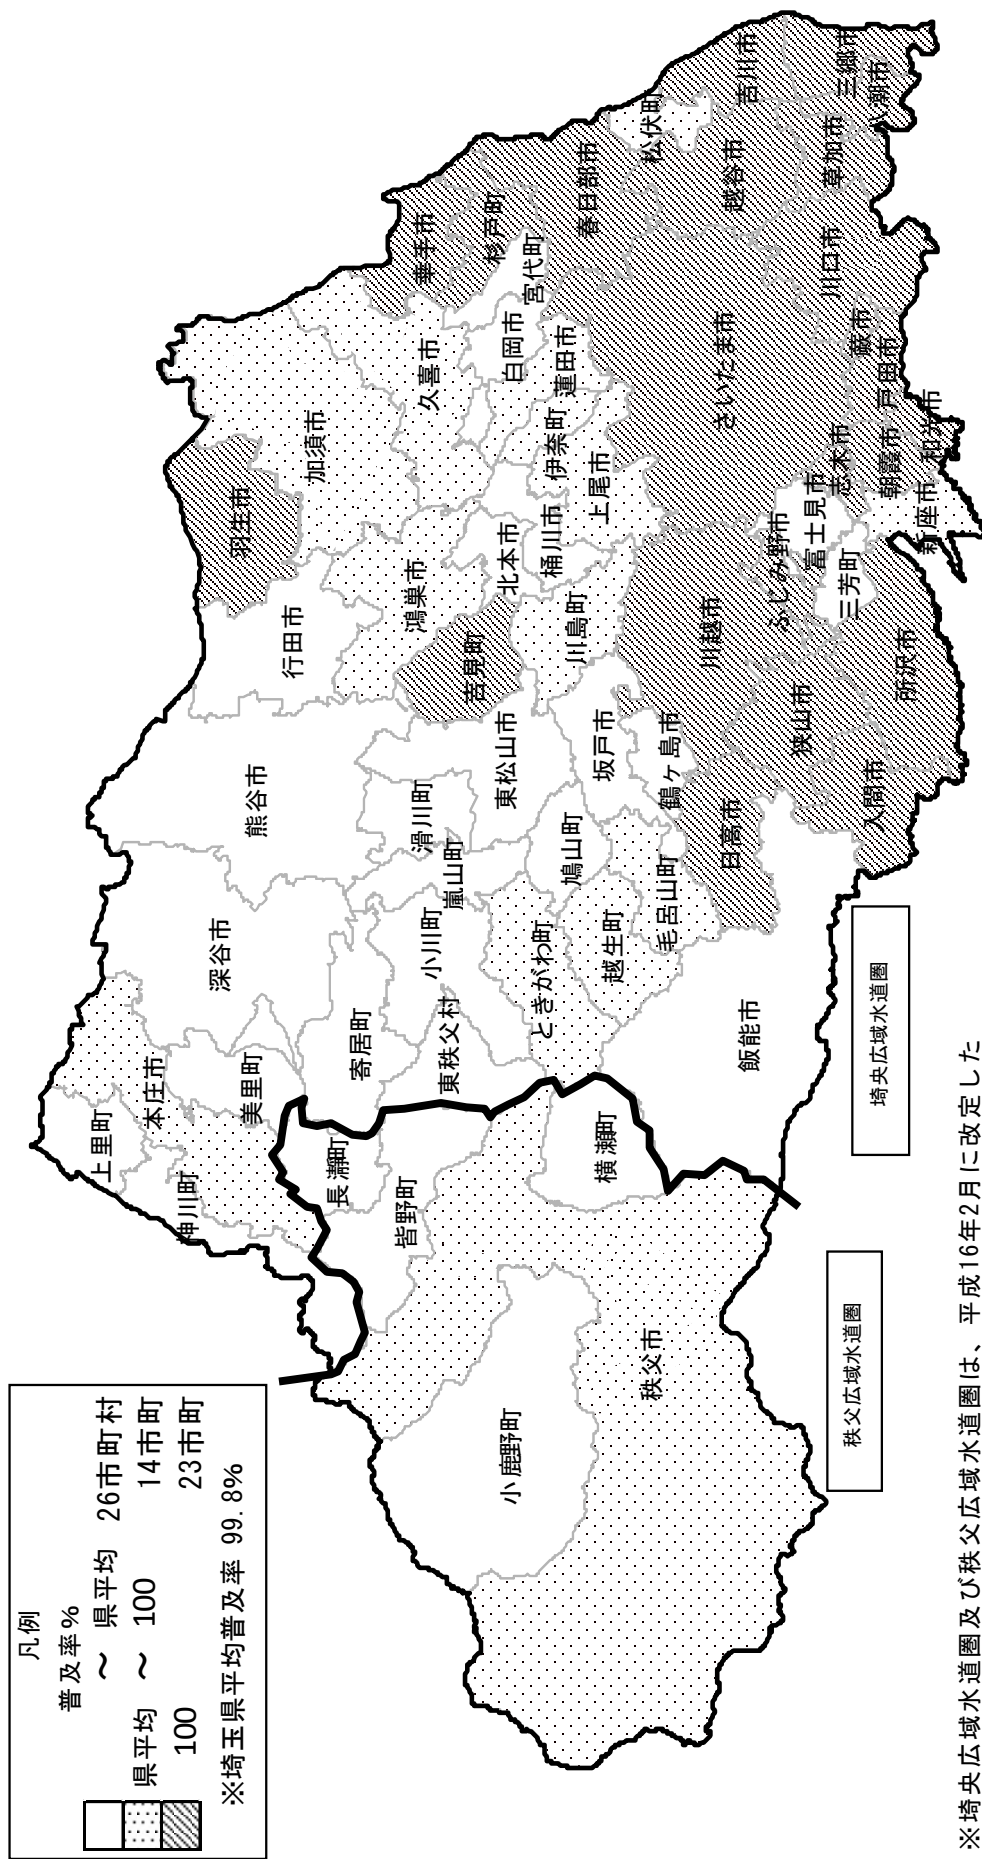 凡例
普及率%
～ 県平均 26市町村
県平均 ～ 100 14市町
100 23市町
※埼玉県平均普及率 99.8%
上里町
神川町
本庄市
美里町
深谷市
熊谷市
行田市
羽生市
加須市
長瀞町
皆野町
寄居町
東秩父村
小川町
嵐山町
滑川町
東松山市
吉見町
鴻巣市
北本市
桶川市
久喜市
幸手市
杉戸町
宮代町
白岡市
蓮田市
伊奈町
上尾市
川島町
小鹿野町
秩父市
横瀬町
ときがわ町
越生町
鳩山町
毛呂山町
坂戸市
鶴ヶ島市
日高市
飯能市
川越市
狭山市
入間市
所沢市
ふじみ野市
富士見市
三芳町
志木市
新座市
朝霞市
和光市
さいたま市
戸田市
蕨市
川口市
春日部市
松伏町
越谷市
吉川市
草加市
三郷市
八潮市
秩父広域水道圏
埼央広域水道圏
※埼央広域水道圏及び秩父広域水道圏は、平成16年2月に改定した